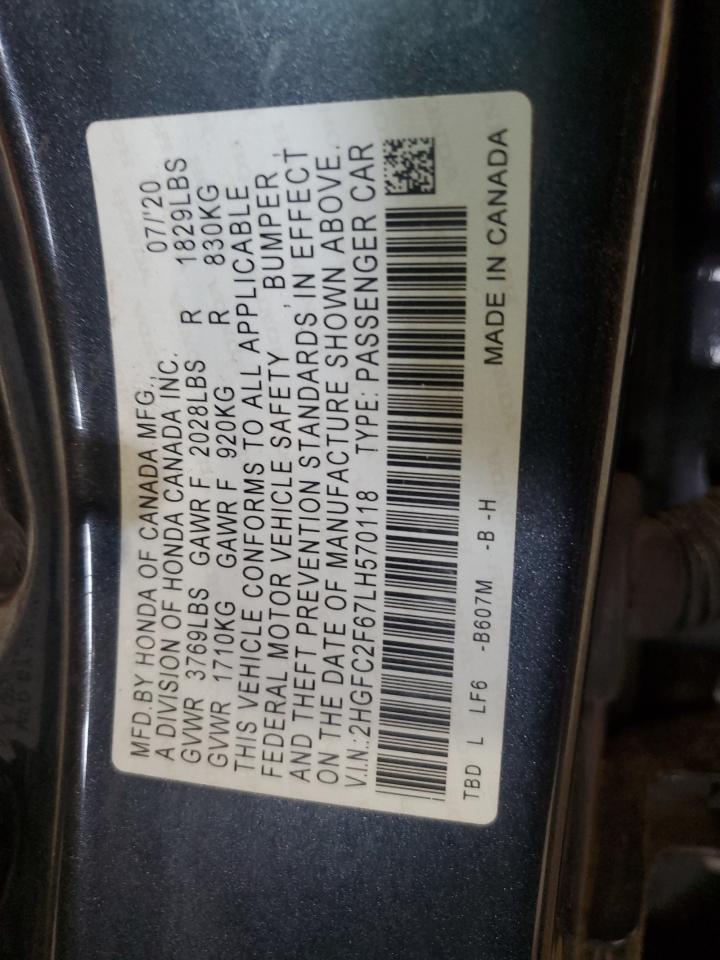 MFD.BY HONDA OF CANADA MFG., 07/'20
A DIVISION OF HONDA CANADA INC.
GVWR 3769LBS GAWR F 2028LBS R 1829LBS
GVWR 1710KG GAWR F 920KG R 830KG
THIS VEHICLE CONFORMS TO ALL APPLICABLE
FEDERAL MOTOR VEHICLE SAFETY , BUMPER ,
AND THEFT PREVENTION STANDARDS IN EFFECT
ON THE DATE OF MANUFACTURE SHOWN ABOVE.
V.I.N.:2HGFC2F67LH570118 TYPE: PASSENGER CAR
TBD L LF6 -B607M -B -H MADE IN CANADA